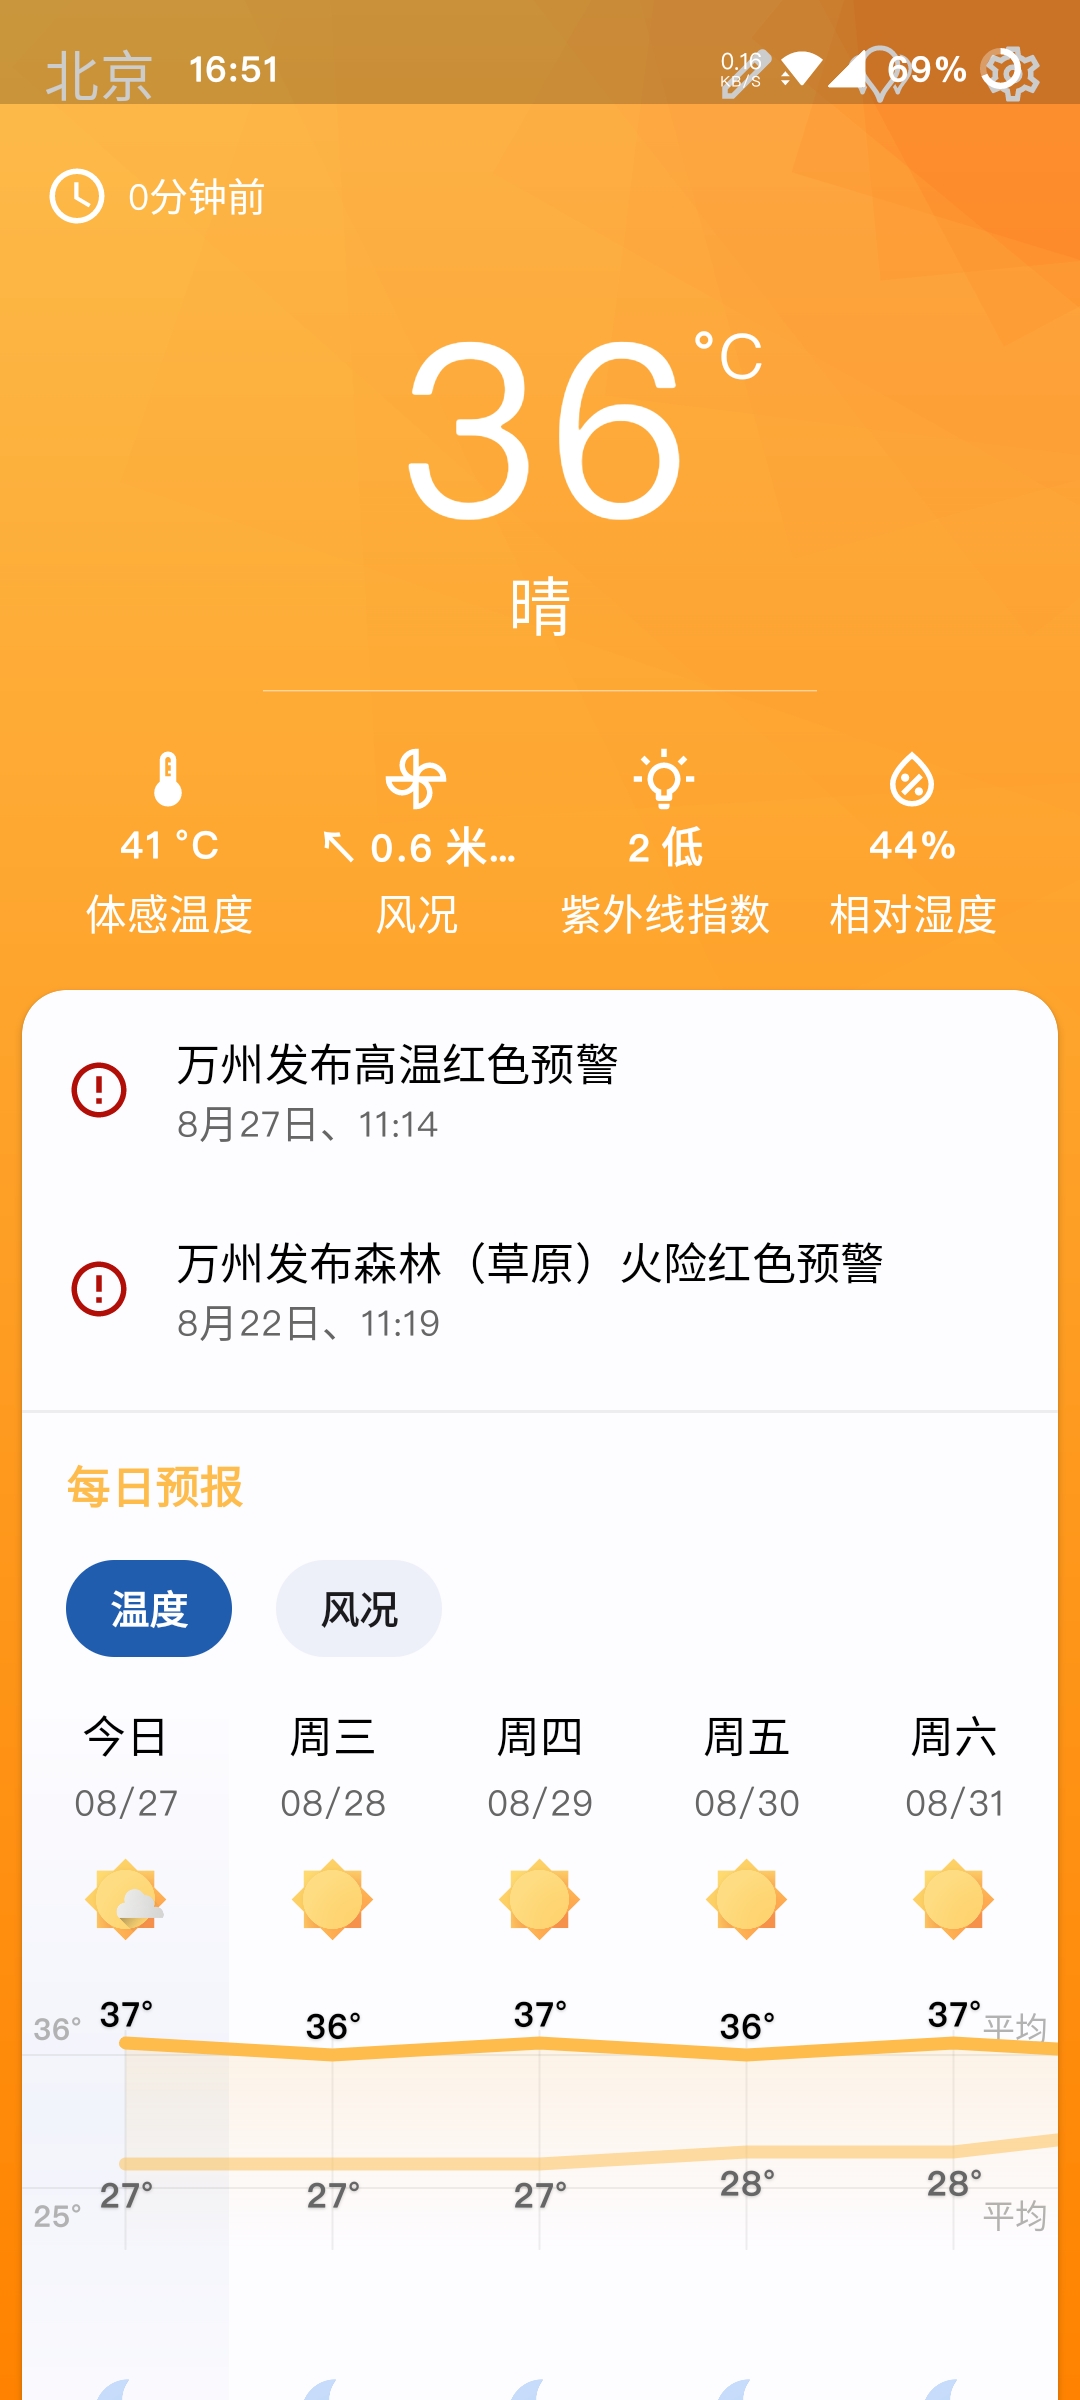 北京 16:51 0.16 KB/S 69%
0分钟前
36°C
晴
41 °C ↖ 0.6 米... 2 低 44%
体感温度 风况 紫外线指数 相对湿度
万州发布高温红色预警
8月27日、11:14
万州发布森林（草原）火险红色预警
8月22日、11:19
每日预报
温度 风况
今日 周三 周四 周五 周六
08/27 08/28 08/29 08/30 08/31
36° 37° 36° 37° 36° 37° 平均
25° 27° 27° 27° 28° 28° 平均